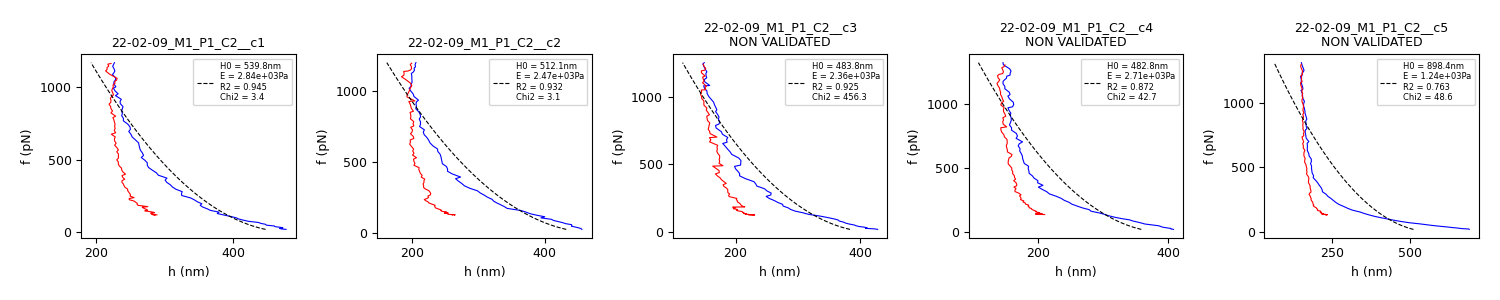 22-02-09_M1_P1_C2__c1
H0 = 539.8nm
E = 2.84e+03Pa
R2 = 0.945
Chi2 = 3.4
f (pN)
1000
500
0
200
400
h (nm)
22-02-09_M1_P1_C2__c2
H0 = 512.1nm
E = 2.47e+03Pa
R2 = 0.932
Chi2 = 3.1
f (pN)
1000
500
0
200
400
h (nm)
22-02-09_M1_P1_C2__c3
NON VALIDATED
H0 = 483.8nm
E = 2.36e+03Pa
R2 = 0.925
Chi2 = 456.3
f (pN)
1000
500
0
200
400
h (nm)
22-02-09_M1_P1_C2__c4
NON VALIDATED
H0 = 482.8nm
E = 2.71e+03Pa
R2 = 0.872
Chi2 = 42.7
f (pN)
1000
500
0
200
400
h (nm)
22-02-09_M1_P1_C2__c5
NON VALIDATED
H0 = 898.4nm
E = 1.24e+03Pa
R2 = 0.763
Chi2 = 48.6
f (pN)
1000
500
0
250
500
h (nm)